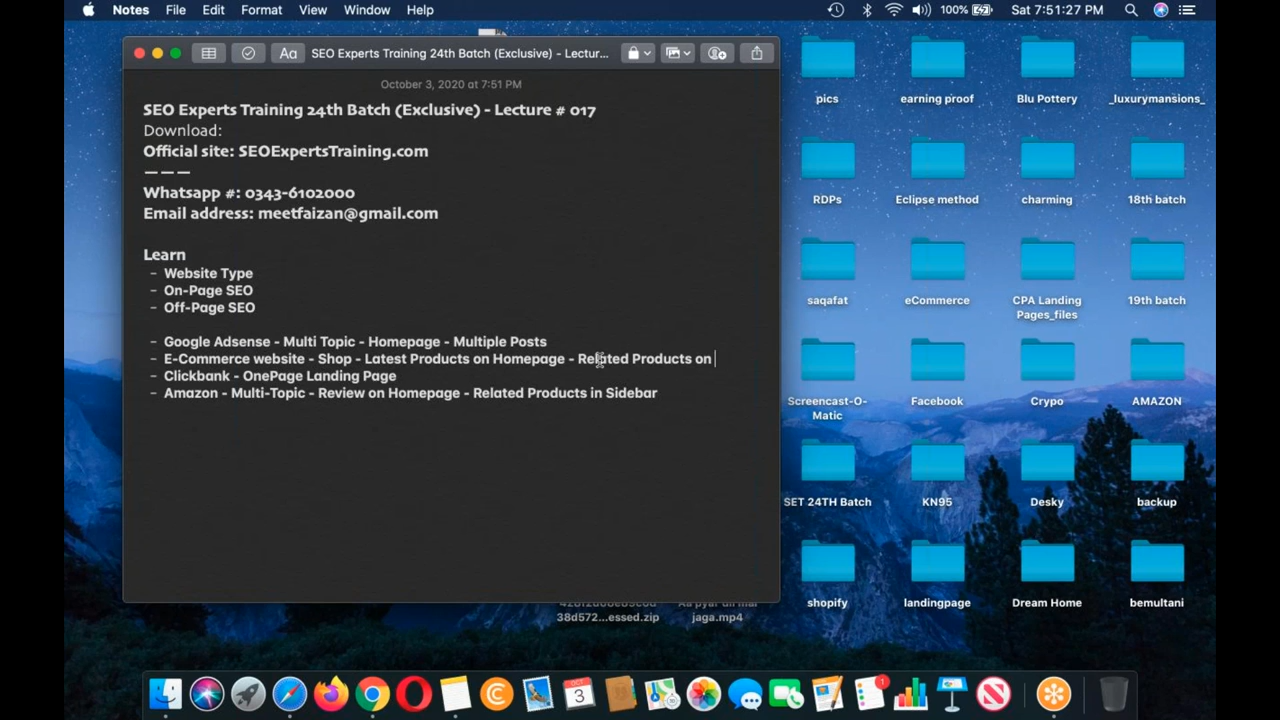 Notes File Edit Format View Window Help 100% Sat 7:51:27 PM
Aa SEO Experts Training 24th Batch (Exclusive) - Lectur...
October 3, 2020 at 7:51 PM
SEO Experts Training 24th Batch (Exclusive) - Lecture # 017
Download:
Official site: SEOExpertsTraining.com
– – –
Whatsapp #: 0343-6102000
Email address: meetfaizan@gmail.com
Learn
- Website Type
- On-Page SEO
- Off-Page SEO
- Google Adsense - Multi Topic - Homepage - Multiple Posts
- E-Commerce website - Shop - Latest Products on Homepage - Related Products on
- Clickbank - OnePage Landing Page
- Amazon - Multi-Topic - Review on Homepage - Related Products in Sidebar
pics earning proof Blu Pottery _luxurymansions_
RDPs Eclipse method charming 18th batch
saqafat eCommerce CPA Landing Pages_files 19th batch
Screencast-O-Matic Facebook Crypo AMAZON
SET 24TH Batch KN95 Desky backup
shopify landingpage Dream Home bemultani
38d572...essed.zip jaga.mp4
OCT
3
1